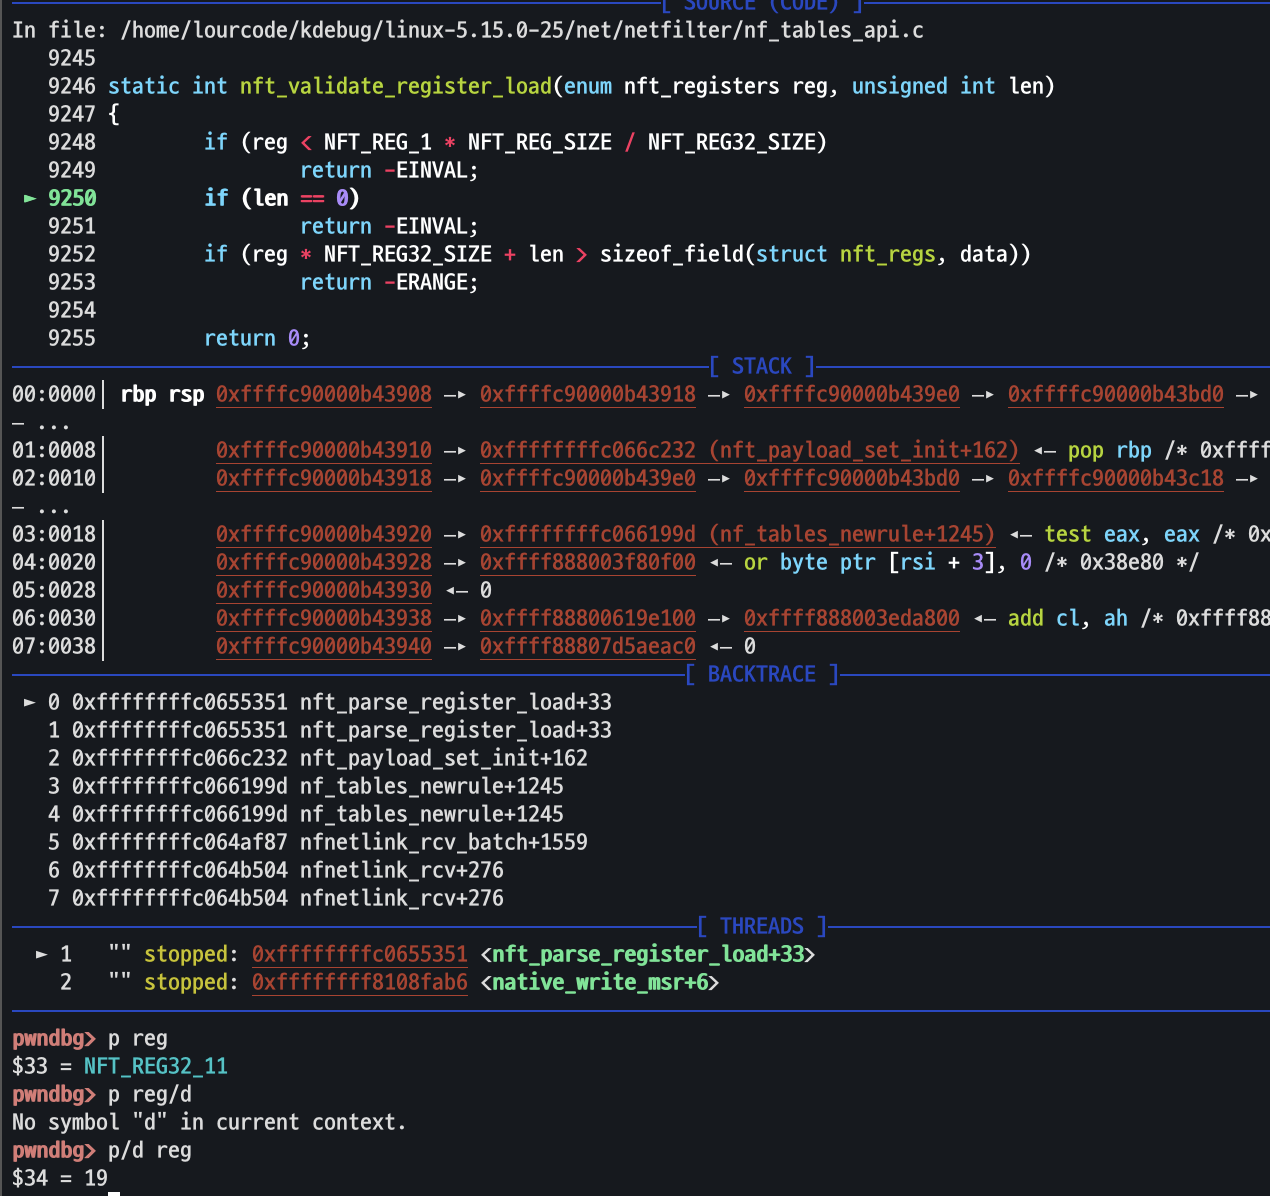 [ SOURCE (CODE) ]
In file: /home/lourcode/kdebug/linux-5.15.0-25/net/netfilter/nf_tables_api.c
9245
9246 static int nft_validate_register_load(enum nft_registers reg, unsigned int len)
9247 {
9248         if (reg < NFT_REG_1 * NFT_REG_SIZE / NFT_REG32_SIZE)
9249                 return -EINVAL;
► 9250         if (len == 0)
9251                 return -EINVAL;
9252         if (reg * NFT_REG32_SIZE + len > sizeof_field(struct nft_regs, data))
9253                 return -ERANGE;
9254
9255         return 0;
[ STACK ]
00:0000│ rbp rsp 0xffffc90000b43908 —▸ 0xffffc90000b43918 —▸ 0xffffc90000b439e0 —▸ 0xffffc90000b43bd0 —▸
— ...
01:0008│         0xffffc90000b43910 —▸ 0xffffffffc066c232 (nft_payload_set_init+162) ◂— pop rbp /* 0xffff
02:0010│         0xffffc90000b43918 —▸ 0xffffc90000b439e0 —▸ 0xffffc90000b43bd0 —▸ 0xffffc90000b43c18 —▸
— ...
03:0018│         0xffffc90000b43920 —▸ 0xffffffffc066199d (nf_tables_newrule+1245) ◂— test eax, eax /* 0x
04:0020│         0xffffc90000b43928 —▸ 0xffff888003f80f00 ◂— or byte ptr [rsi + 3], 0 /* 0x38e80 */
05:0028│         0xffffc90000b43930 ◂— 0
06:0030│         0xffffc90000b43938 —▸ 0xffff88800619e100 —▸ 0xffff888003eda800 ◂— add cl, ah /* 0xffff88
07:0038│         0xffffc90000b43940 —▸ 0xffff88807d5aeac0 ◂— 0
[ BACKTRACE ]
► 0 0xffffffffc0655351 nft_parse_register_load+33
1 0xffffffffc0655351 nft_parse_register_load+33
2 0xffffffffc066c232 nft_payload_set_init+162
3 0xffffffffc066199d nf_tables_newrule+1245
4 0xffffffffc066199d nf_tables_newrule+1245
5 0xffffffffc064af87 nfnetlink_rcv_batch+1559
6 0xffffffffc064b504 nfnetlink_rcv+276
7 0xffffffffc064b504 nfnetlink_rcv+276
[ THREADS ]
► 1   "" stopped: 0xffffffffc0655351 <nft_parse_register_load+33>
2   "" stopped: 0xffffffff8108fab6 <native_write_msr+6>
pwndbg> p reg
$33 = NFT_REG32_11
pwndbg> p reg/d
No symbol "d" in current context.
pwndbg> p/d reg
$34 = 19